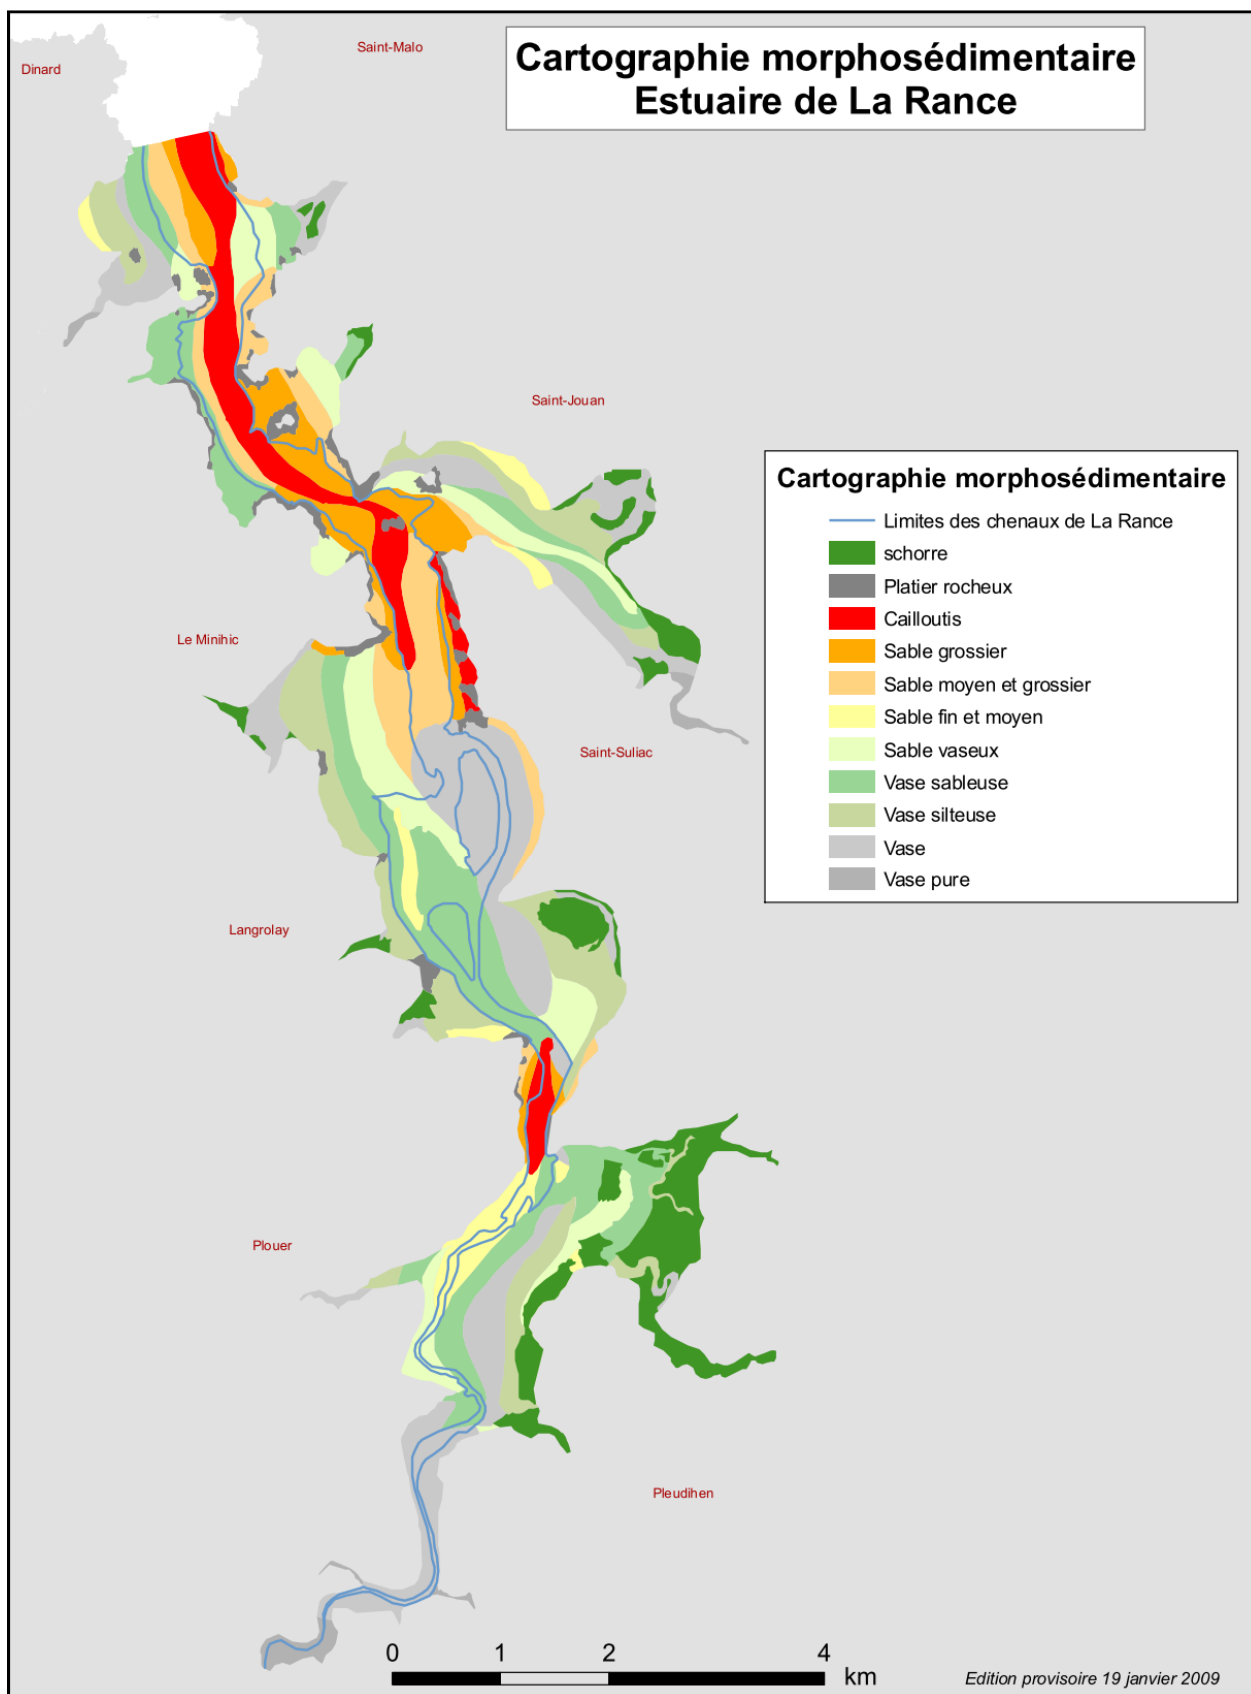 Cartographie morphosédimentaire
Estuaire de La Rance
Saint-Malo
Dinard
Saint-Jouan
Cartographie morphosédimentaire
Limites des chenaux de La Rance
schorre
Platier rocheux
Cailloutis
Sable grossier
Sable moyen et grossier
Sable fin et moyen
Sable vaseux
Vase sableuse
Vase silteuse
Vase
Vase pure
Le Minihic
Saint-Suliac
Langrolay
Plouer
Pleudihen
0 1 2 4
km
Edition provisoire 19 janvier 2009